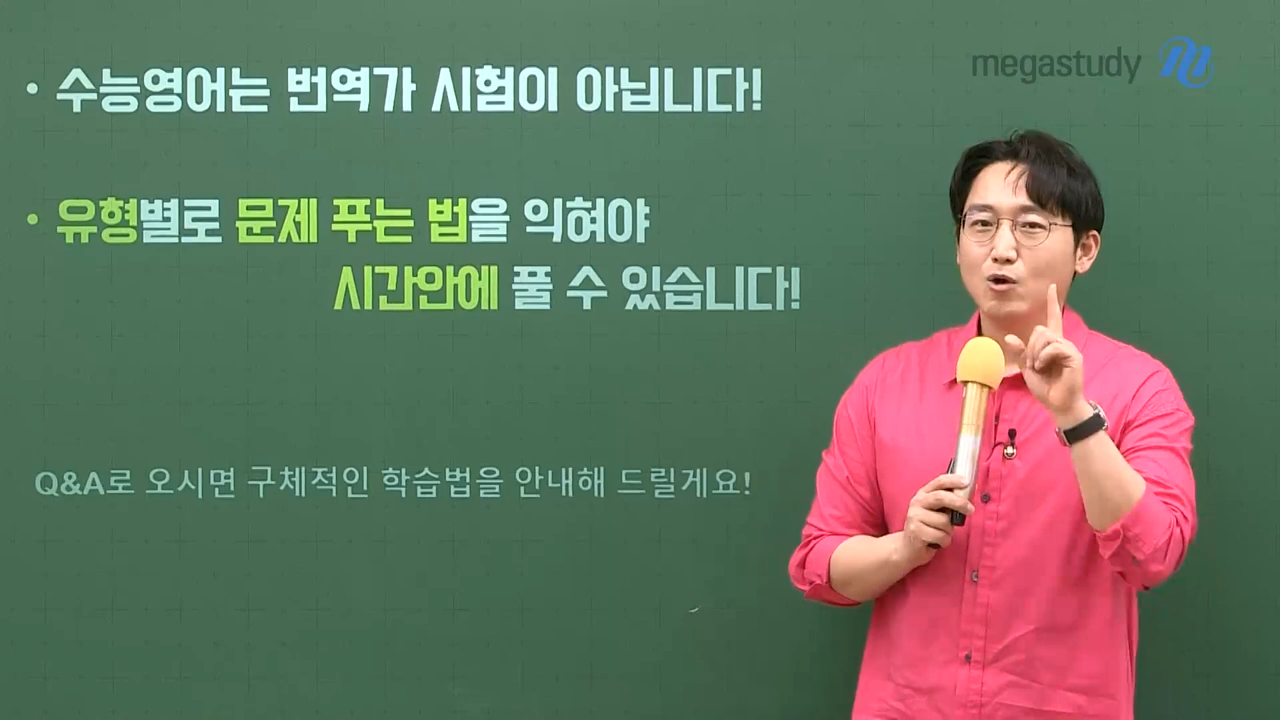 megastudy
• 수능영어는 번역가 시험이 아닙니다!
• 유형별로 문제 푸는 법을 익혀야
시간안에 풀 수 있습니다!
Q&A로 오시면 구체적인 학습법을 안내해 드릴게요!